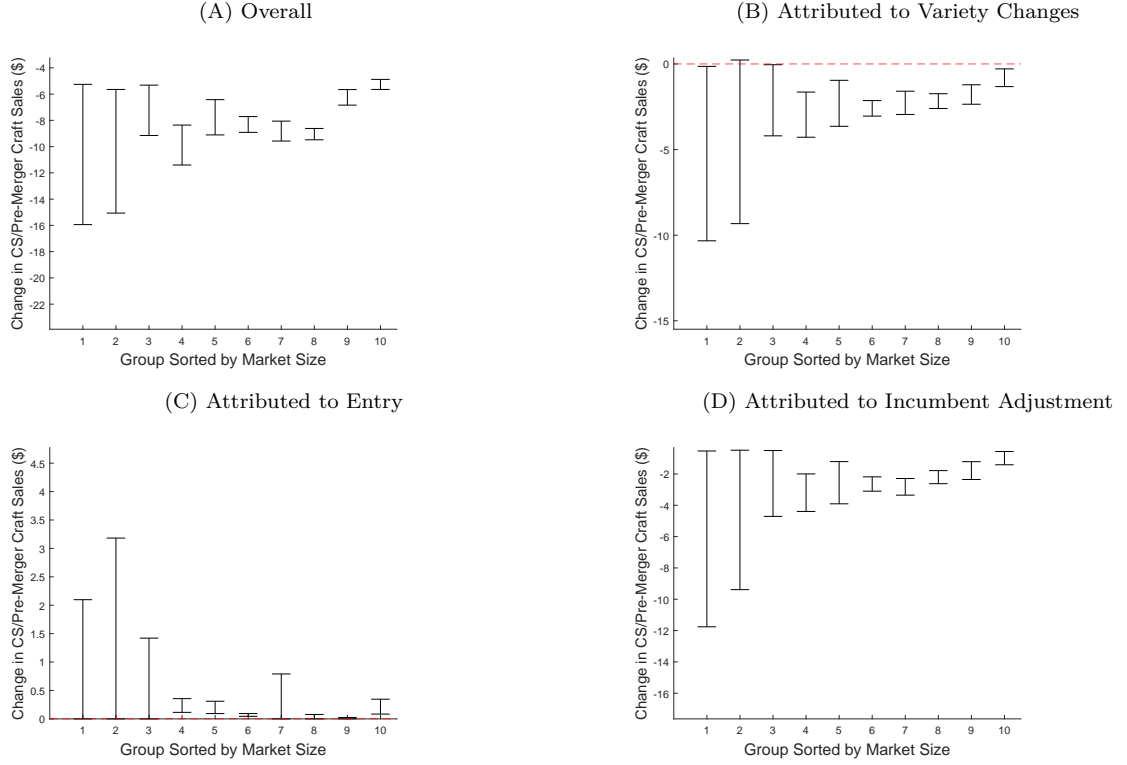 (A) Overall
Change in CS/Pre-Merger Craft Sales ($)
-4
-6
-8
-10
-12
-14
-16
-18
-20
-22
1 2 3 4 5 6 7 8 9 10
Group Sorted by Market Size
(B) Attributed to Variety Changes
Change in CS/Pre-Merger Craft Sales ($)
0
-5
-10
-15
1 2 3 4 5 6 7 8 9 10
Group Sorted by Market Size
(C) Attributed to Entry
Change in CS/Pre-Merger Craft Sales ($)
4.5
4
3.5
3
2.5
2
1.5
1
0.5
0
1 2 3 4 5 6 7 8 9 10
Group Sorted by Market Size
(D) Attributed to Incumbent Adjustment
Change in CS/Pre-Merger Craft Sales ($)
-2
-4
-6
-8
-10
-12
-14
-16
1 2 3 4 5 6 7 8 9 10
Group Sorted by Market Size